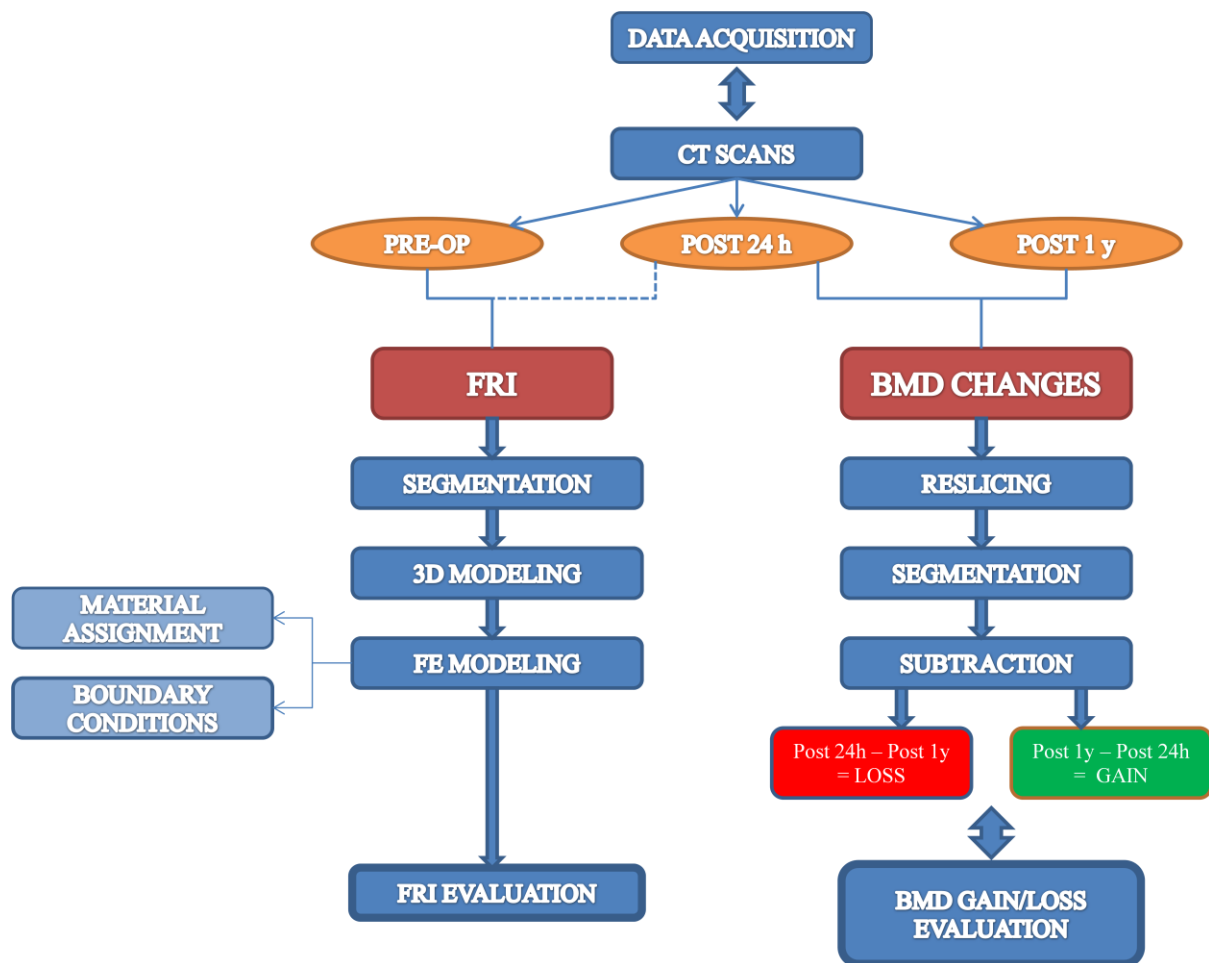 DATA ACQUISITION
CT SCANS
PRE-OP
POST 24 h
POST 1 y
FRI
BMD CHANGES
SEGMENTATION
RESLICING
3D MODELING
SEGMENTATION
MATERIAL
ASSIGNMENT
FE MODELING
SUBTRACTION
BOUNDARY
CONDITIONS
Post 24h – Post 1y
= LOSS
Post 1y – Post 24h
= GAIN
FRI EVALUATION
BMD GAIN/LOSS
EVALUATION